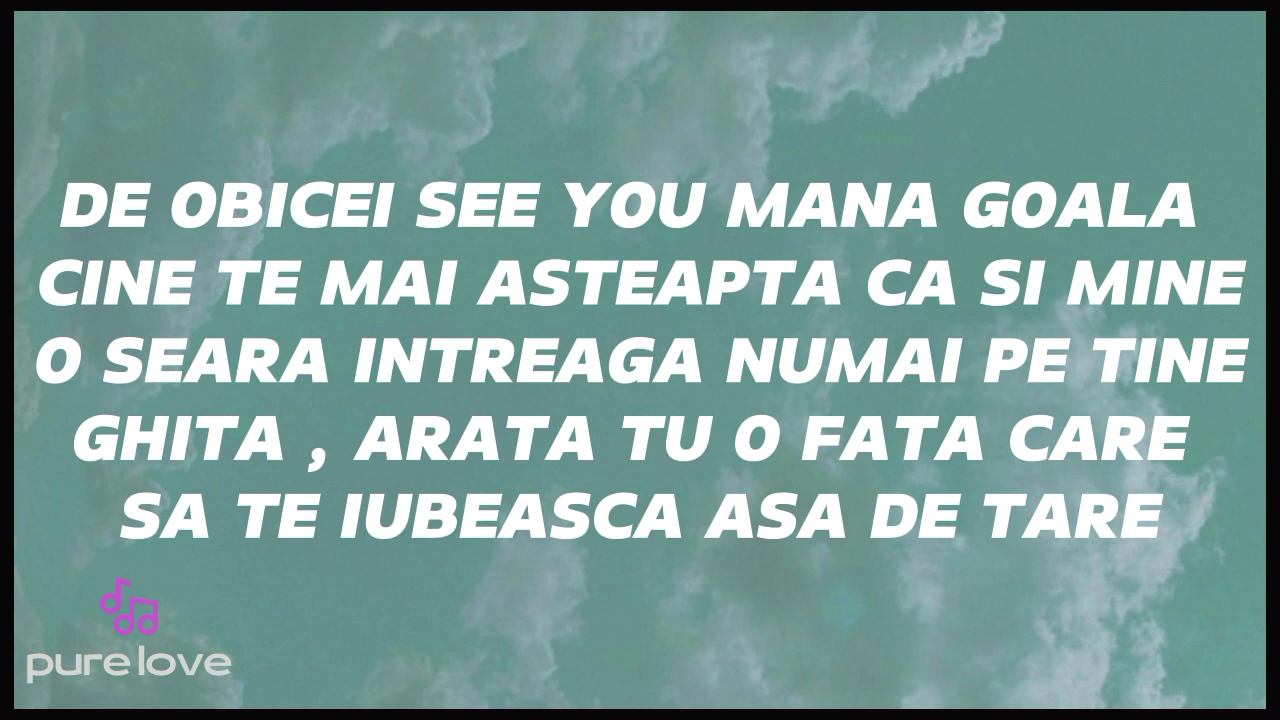 DE OBICEI SEE YOU MANA GOALA
CINE TE MAI ASTEAPTA CA SI MINE
O SEARA INTREAGA NUMAI PE TINE
GHITA , ARATA TU O FATA CARE
SA TE IUBEASCA ASA DE TARE
pure love